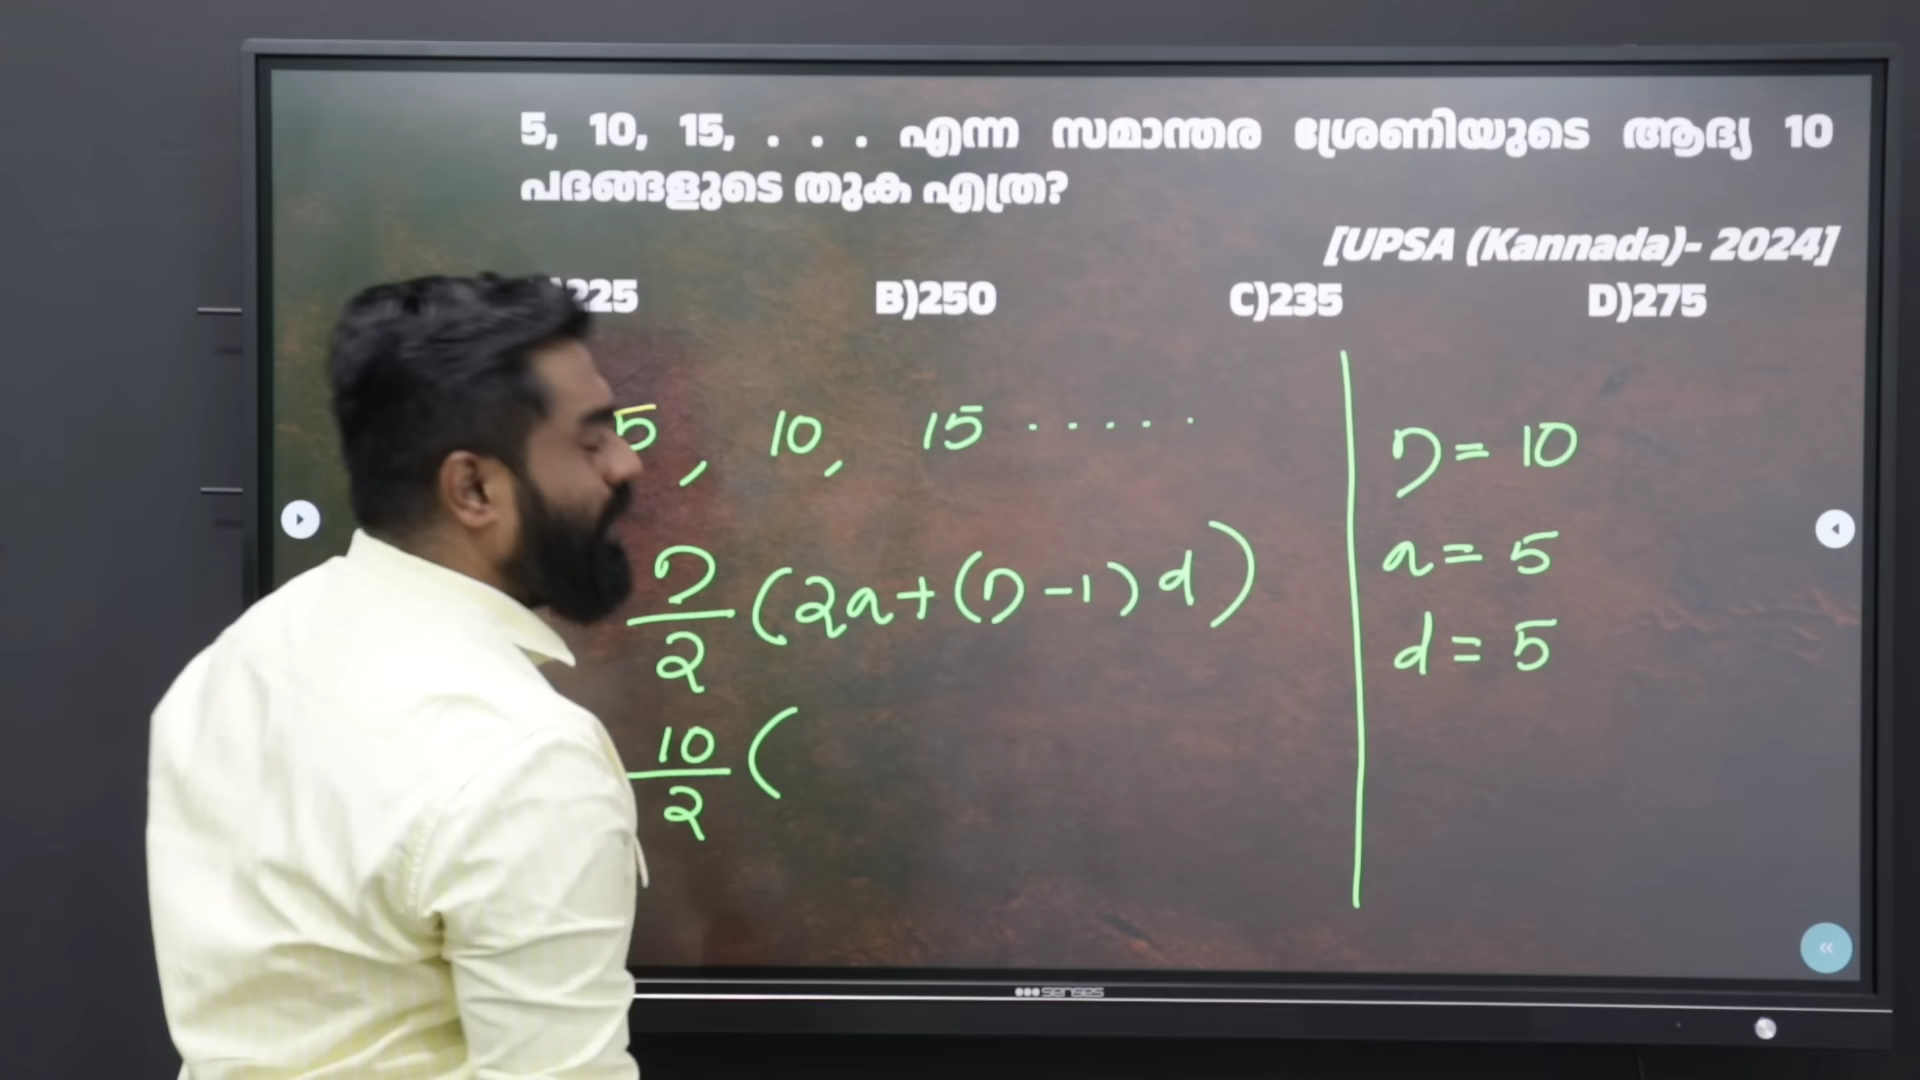 5, 10, 15, . . . എന്ന സമാന്തര ശ്രേണിയുടെ ആദ്യ 10
പദങ്ങളുടെ തുക എത്ര?
[UPSA (Kannada)- 2024]
)225 B)250 C)235 D)275
5, 10, 15 . . . . .
n/2 (2a+(n-1)d)
10/2 (
n = 10
a = 5
d = 5
senses